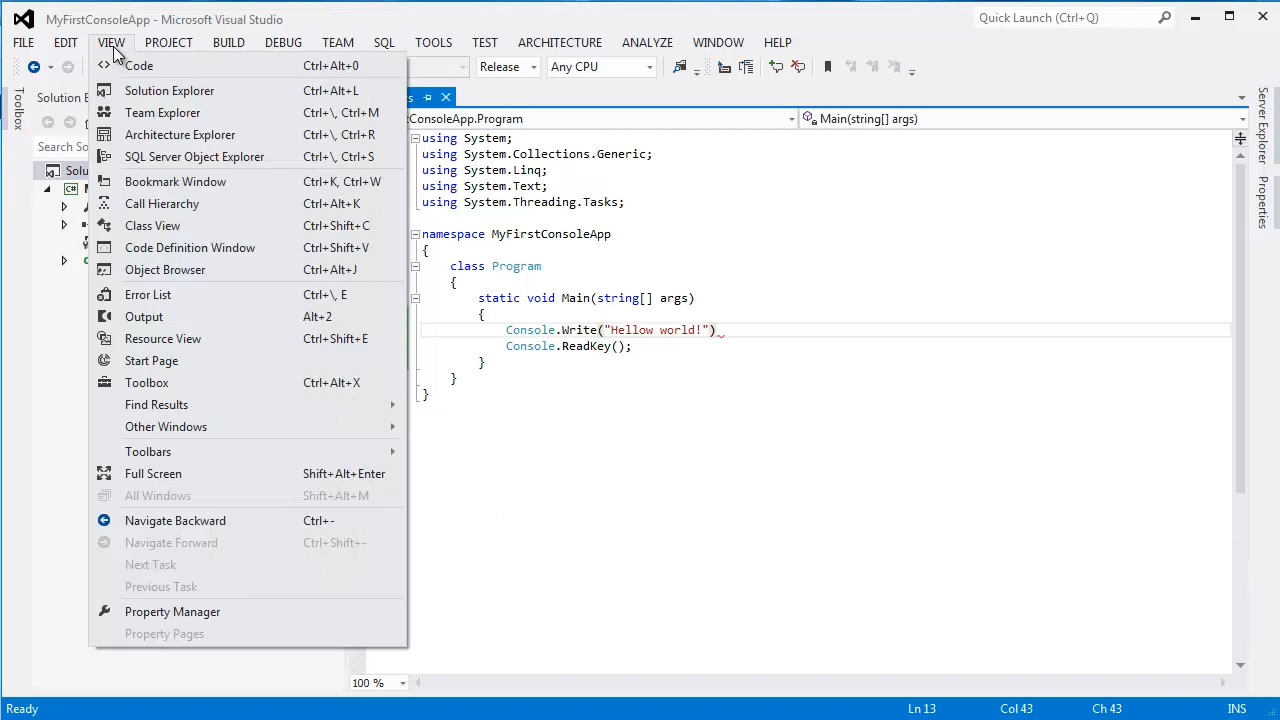 MyFirstConsoleApp - Microsoft Visual Studio
Quick Launch (Ctrl+Q)
FILE EDIT VIEW PROJECT BUILD DEBUG TEAM SQL TOOLS TEST ARCHITECTURE ANALYZE WINDOW HELP
Release Any CPU
Toolbox
Solution E
Search So
Solu
Code Ctrl+Alt+0
Solution Explorer Ctrl+Alt+L
Team Explorer Ctrl+\, Ctrl+M
Architecture Explorer Ctrl+\, Ctrl+R
SQL Server Object Explorer Ctrl+\, Ctrl+S
Bookmark Window Ctrl+K, Ctrl+W
Call Hierarchy Ctrl+Alt+K
Class View Ctrl+Shift+C
Code Definition Window Ctrl+Shift+V
Object Browser Ctrl+Alt+J
Error List Ctrl+\, E
Output Alt+2
Resource View Ctrl+Shift+E
Start Page
Toolbox Ctrl+Alt+X
Find Results
Other Windows
Toolbars
Full Screen Shift+Alt+Enter
All Windows Shift+Alt+M
Navigate Backward Ctrl+-
Navigate Forward Ctrl+Shift+-
Next Task
Previous Task
Property Manager
Property Pages
ConsoleApp.Program Main(string[] args)
using System;
using System.Collections.Generic;
using System.Linq;
using System.Text;
using System.Threading.Tasks;
namespace MyFirstConsoleApp
{
class Program
{
static void Main(string[] args)
{
Console.Write("Hellow world!")
Console.ReadKey();
}
}
}
Server Explorer
Properties
100 %
Ready Ln 13 Col 43 Ch 43 INS